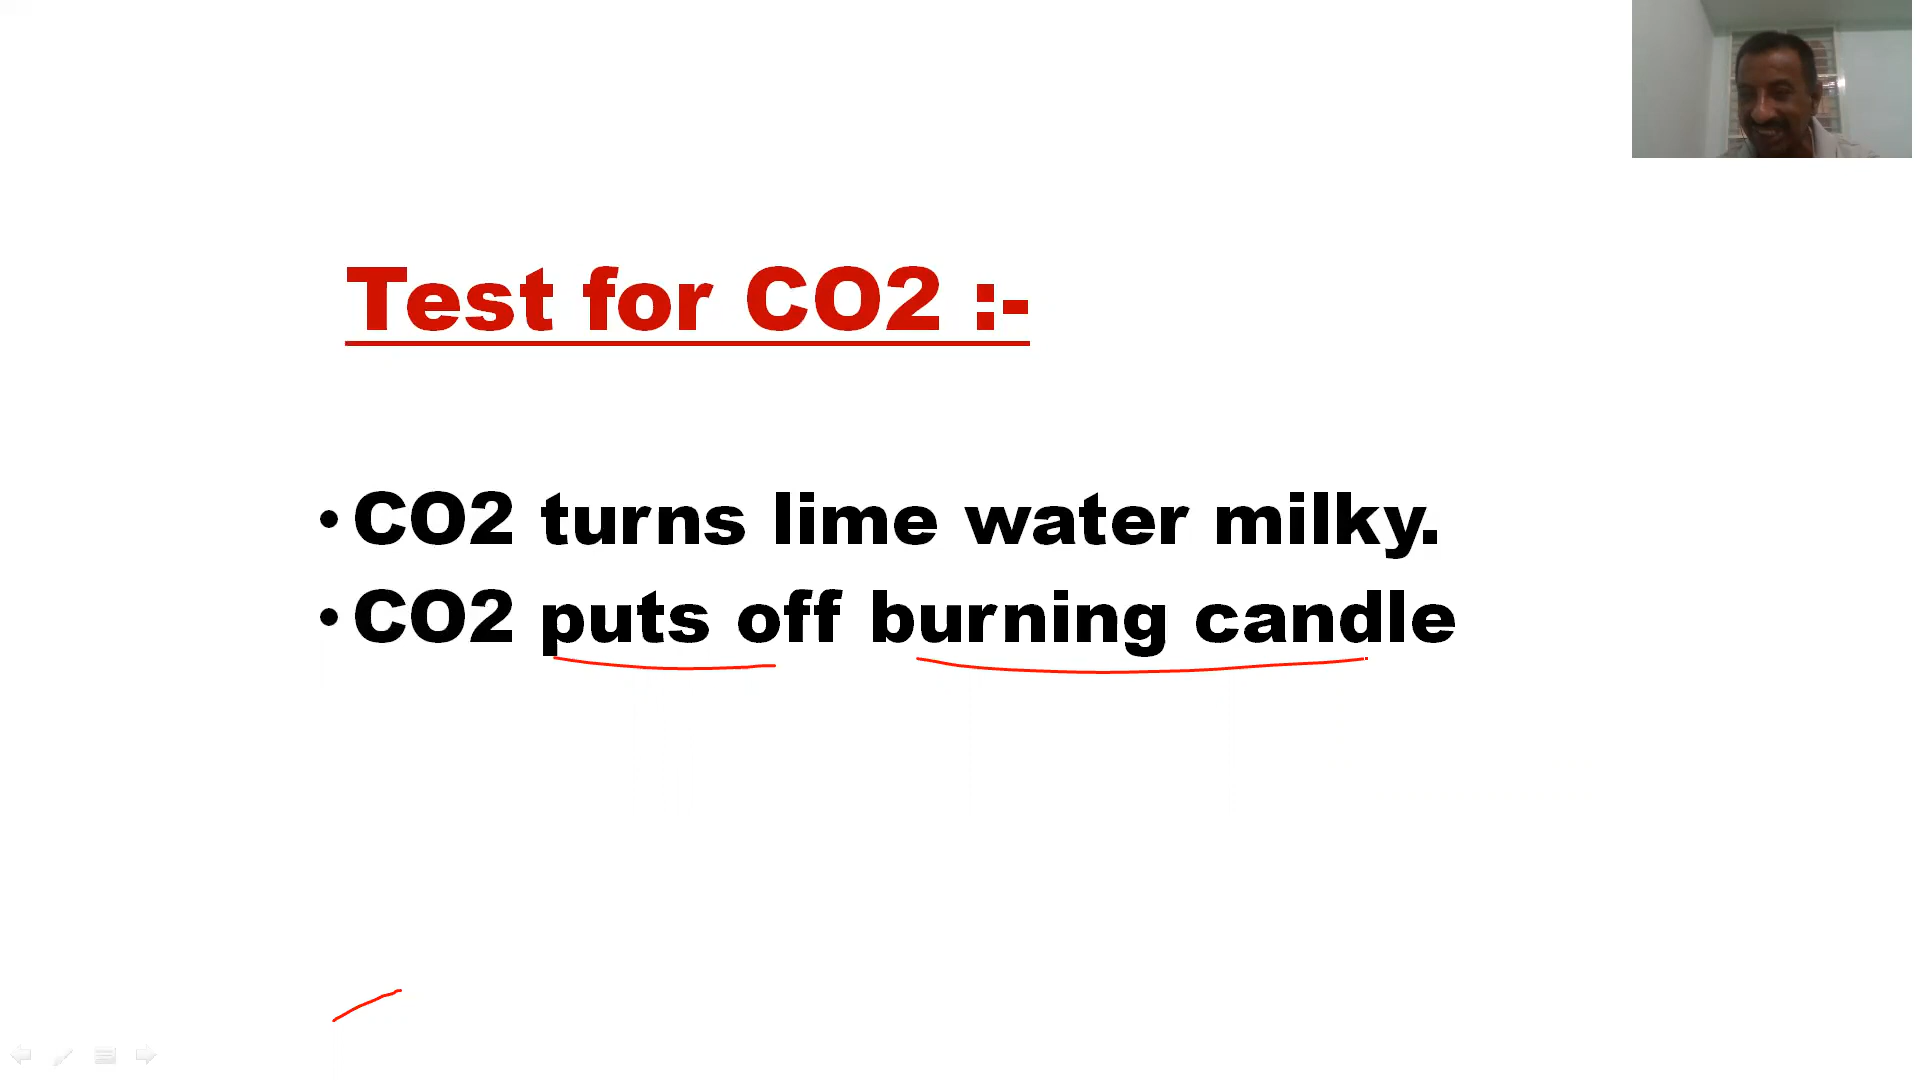 Test for CO2 :-
• CO2 turns lime water milky.
• CO2 puts off burning candle